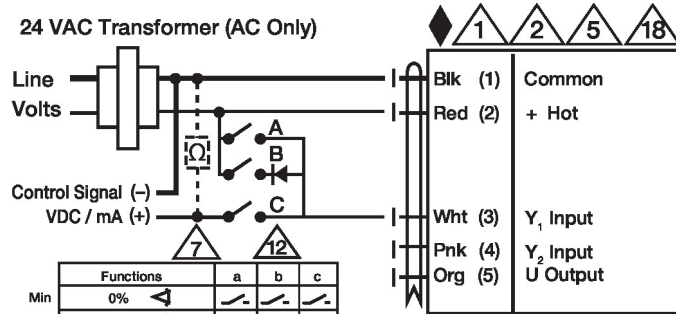 24 VAC Transformer (AC Only)
1 2 5 18
Line
Volts
Blk (1) Common
Red (2) + Hot
A
B
Ω
Control Signal (–)
VDC / mA (+)
C
Wht (3) Y₁ Input
Pnk (4) Y₂ Input
Org (5) U Output
7 12
Functions a b c
Min 0%